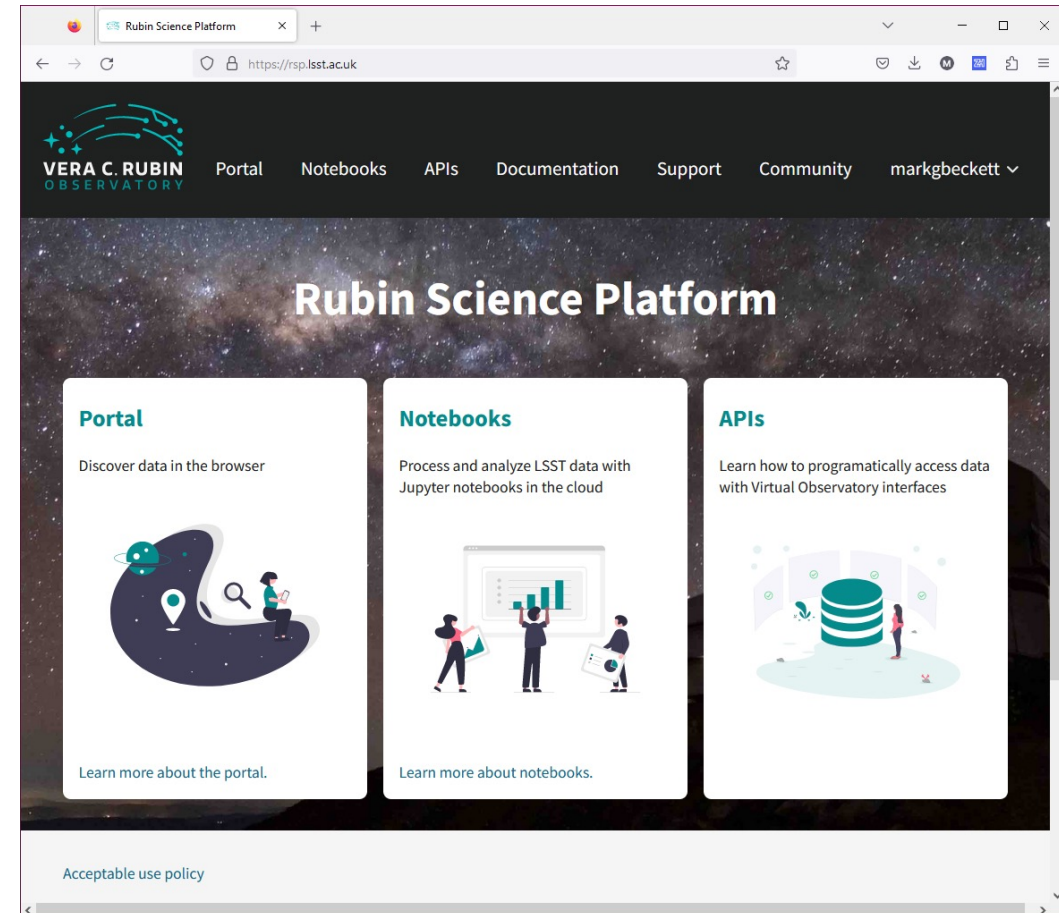 Rubin Science Platform
https://rsp.lsst.ac.uk
VERA C. RUBIN
OBSERVATORY
Portal Notebooks APIs Documentation Support Community markgbeckett
Rubin Science Platform
Portal
Discover data in the browser
Learn more about the portal.
Notebooks
Process and analyze LSST data with
Jupyter notebooks in the cloud
Learn more about notebooks.
APIs
Learn how to programatically access data
with Virtual Observatory interfaces
Acceptable use policy